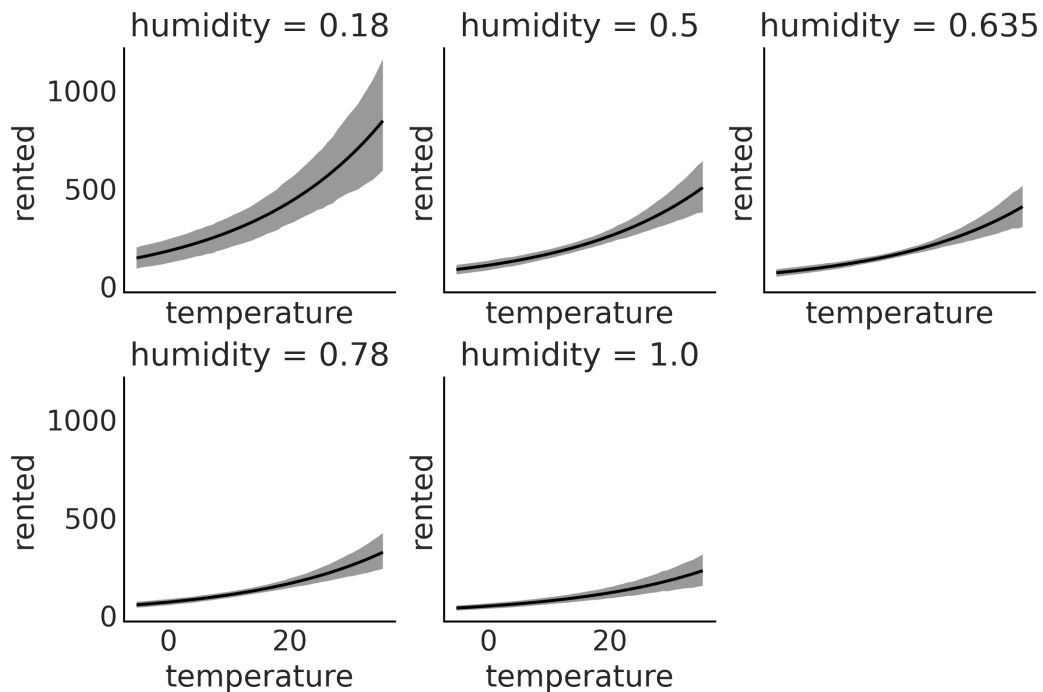 humidity = 0.18
humidity = 0.5
humidity = 0.635
rented
1000
500
0
temperature
rented
temperature
rented
temperature
humidity = 0.78
humidity = 1.0
rented
1000
500
0
0
20
temperature
rented
0
20
temperature